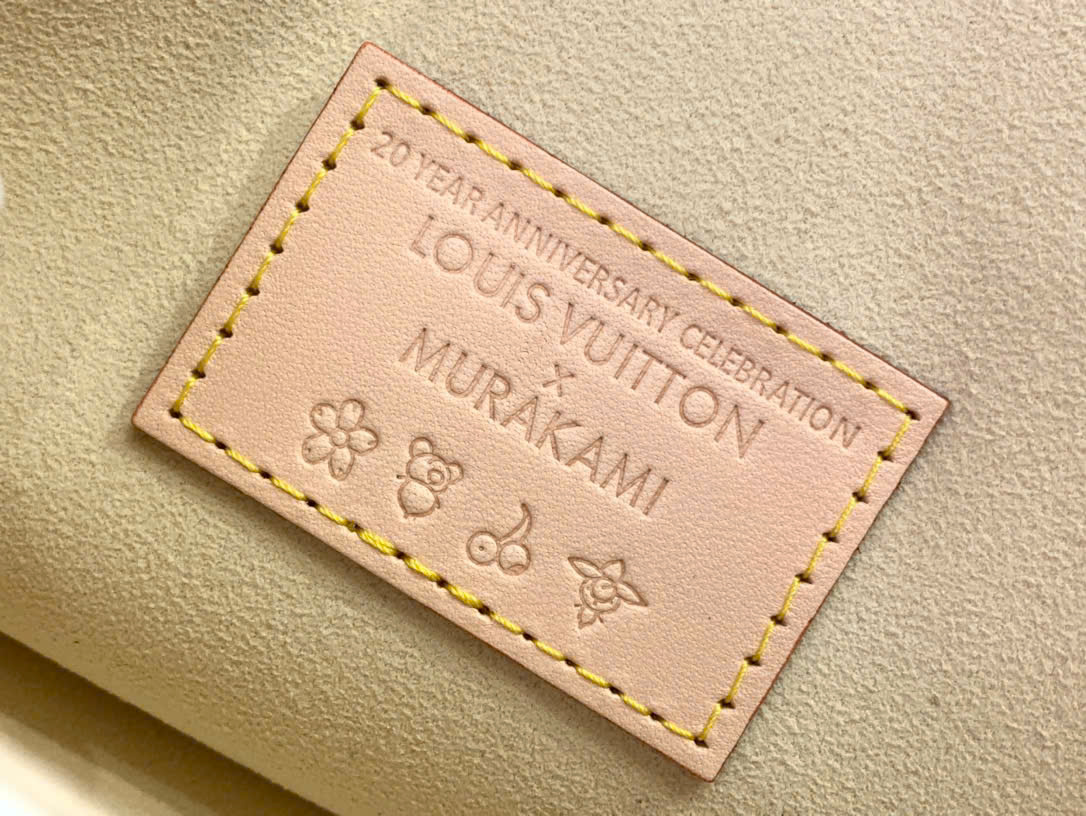 20 YEAR ANNIVERSARY CELEBRATION
LOUIS VUITTON
x
MURAKAMI